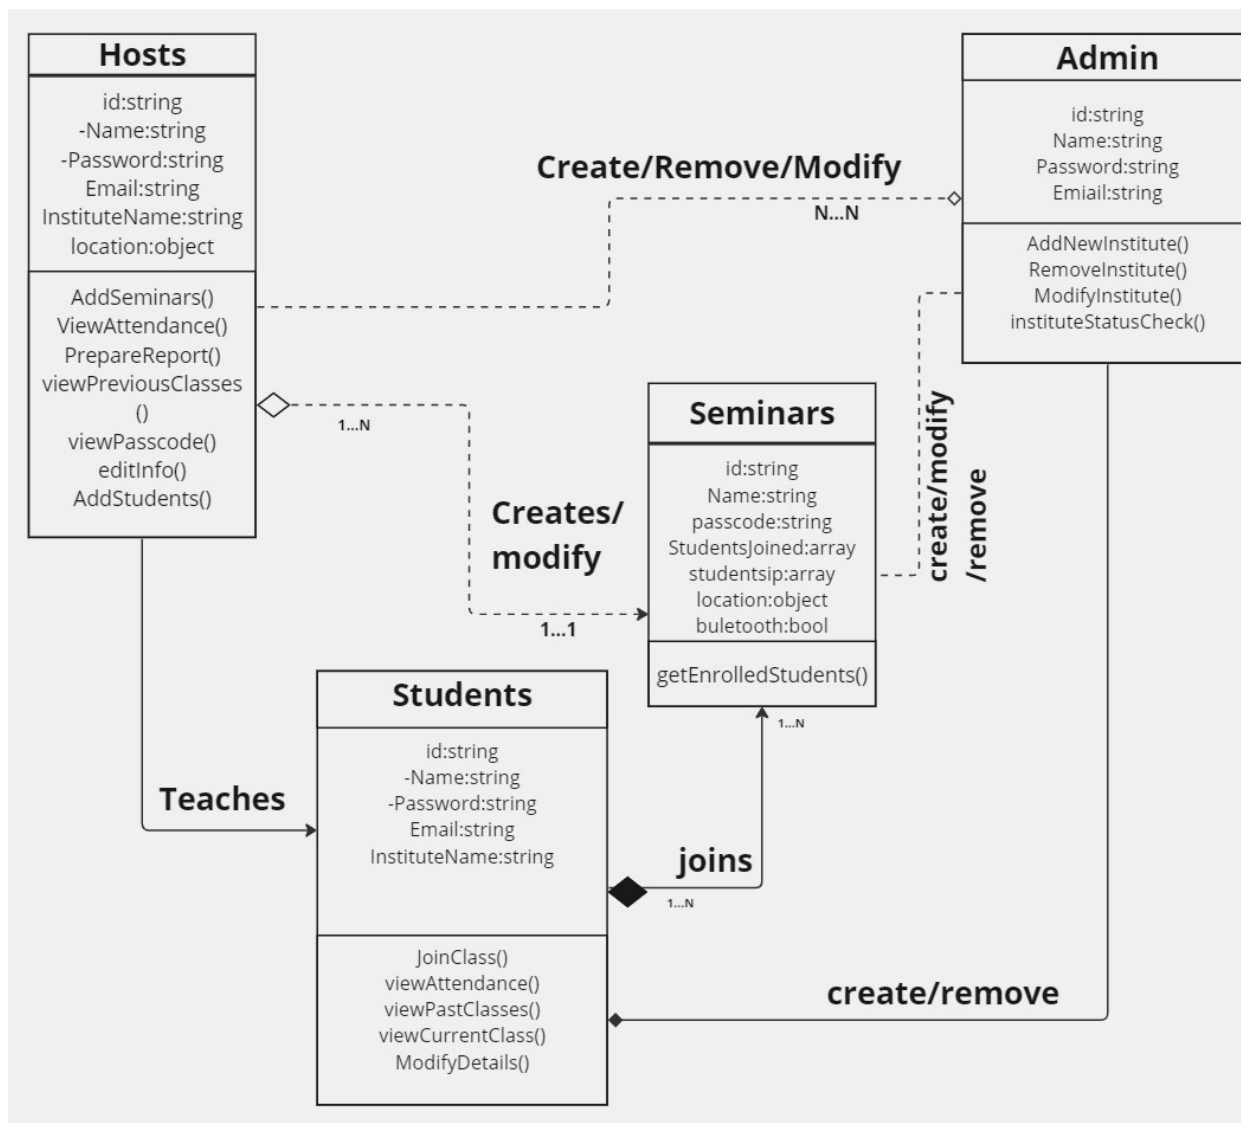 Hosts
id:string
-Name:string
-Password:string
Email:string
InstituteName:string
location:object
AddSeminars()
ViewAttendance()
PrepareReport()
viewPreviousClasses
()
viewPasscode()
editInfo()
AddStudents()
Admin
id:string
Name:string
Password:string
Emiail:string
AddNewInstitute()
RemoveInstitute()
ModifyInstitute()
instituteStatusCheck()
Create/Remove/Modify
N...N
1...N
Creates/
modify
1...1
Seminars
id:string
Name:string
passcode:string
StudentsJoined:array
studentsip:array
location:object
buletooth:bool
getEnrolledStudents()
create/modify
/remove
1...N
Teaches
Students
id:string
-Name:string
-Password:string
Email:string
InstituteName:string
JoinClass()
viewAttendance()
viewPastClasses()
viewCurrentClass()
ModifyDetails()
joins
1...N
create/remove